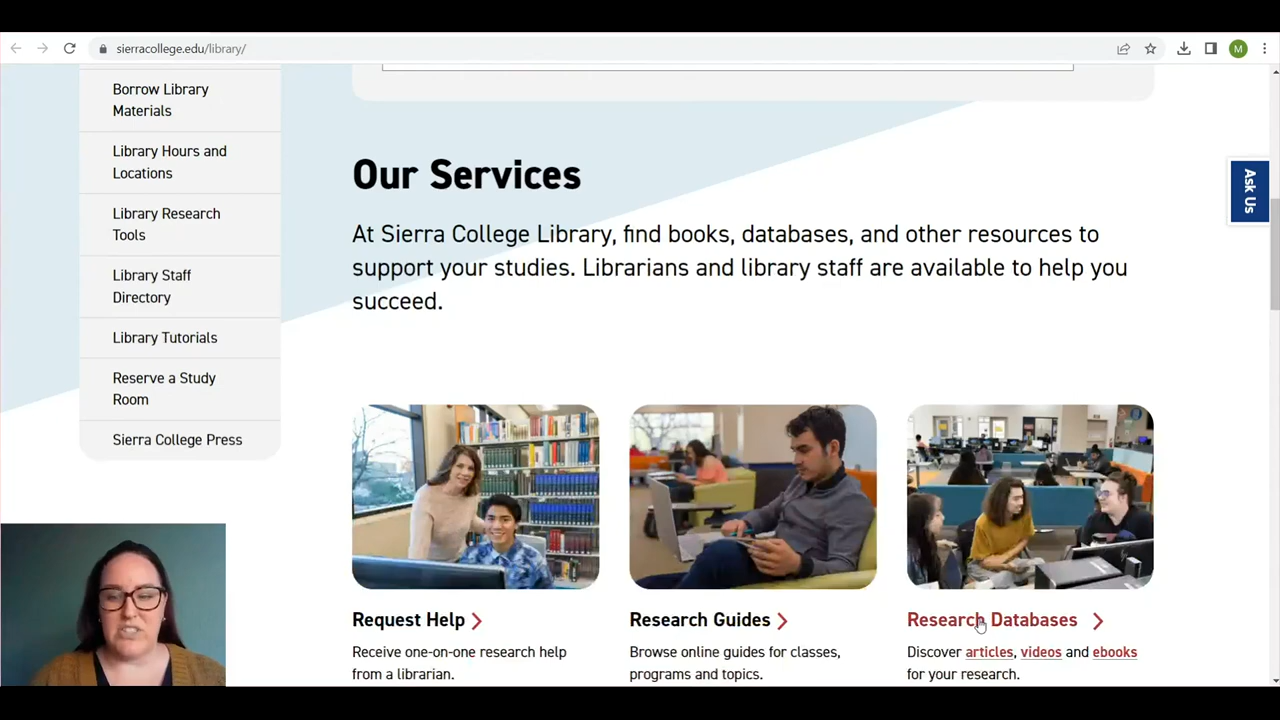 sierracollege.edu/library/
M
Borrow Library
Materials
Library Hours and
Locations
Library Research
Tools
Library Staff
Directory
Library Tutorials
Reserve a Study
Room
Sierra College Press
Our Services
At Sierra College Library, find books, databases, and other resources to
support your studies. Librarians and library staff are available to help you
succeed.
Request Help
Receive one-on-one research help
from a librarian.
Research Guides
Browse online guides for classes,
programs and topics.
Research Databases
Discover articles, videos and ebooks
for your research.
Ask Us